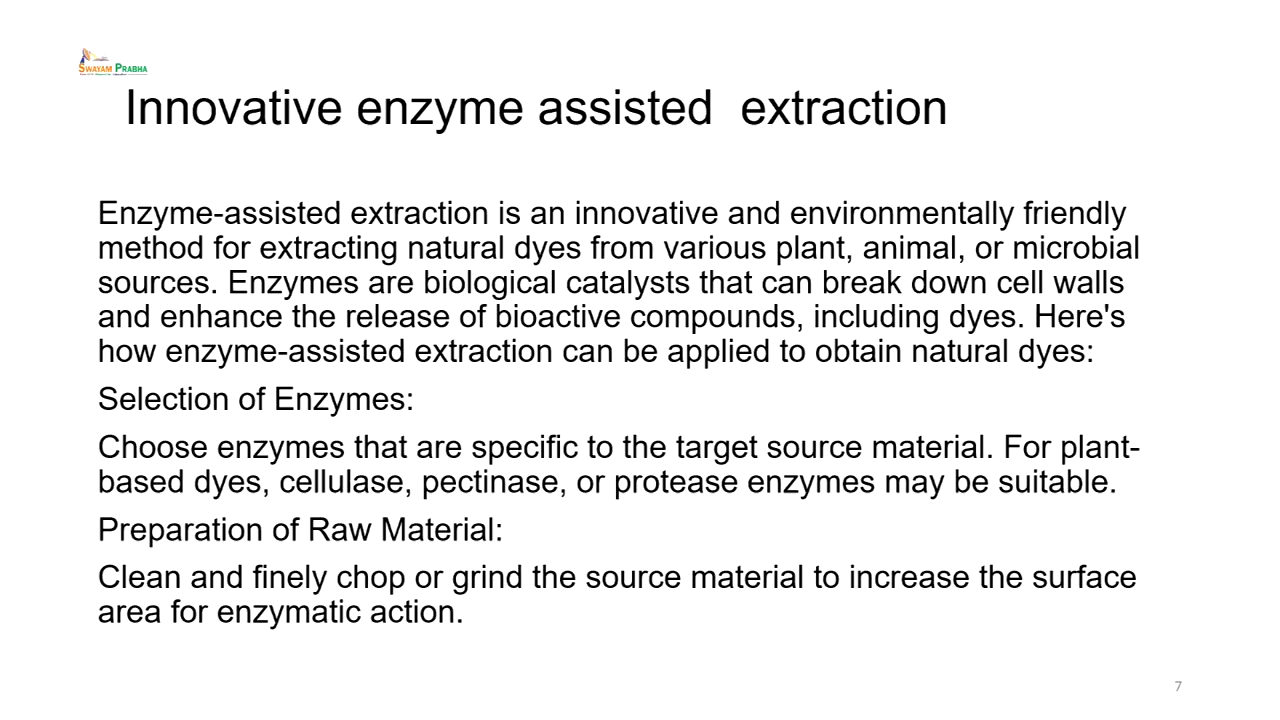 SWAYAM PRABHA
Innovative enzyme assisted extraction
Enzyme-assisted extraction is an innovative and environmentally friendly
method for extracting natural dyes from various plant, animal, or microbial
sources. Enzymes are biological catalysts that can break down cell walls
and enhance the release of bioactive compounds, including dyes. Here's
how enzyme-assisted extraction can be applied to obtain natural dyes:
Selection of Enzymes:
Choose enzymes that are specific to the target source material. For plant-
based dyes, cellulase, pectinase, or protease enzymes may be suitable.
Preparation of Raw Material:
Clean and finely chop or grind the source material to increase the surface
area for enzymatic action.
7